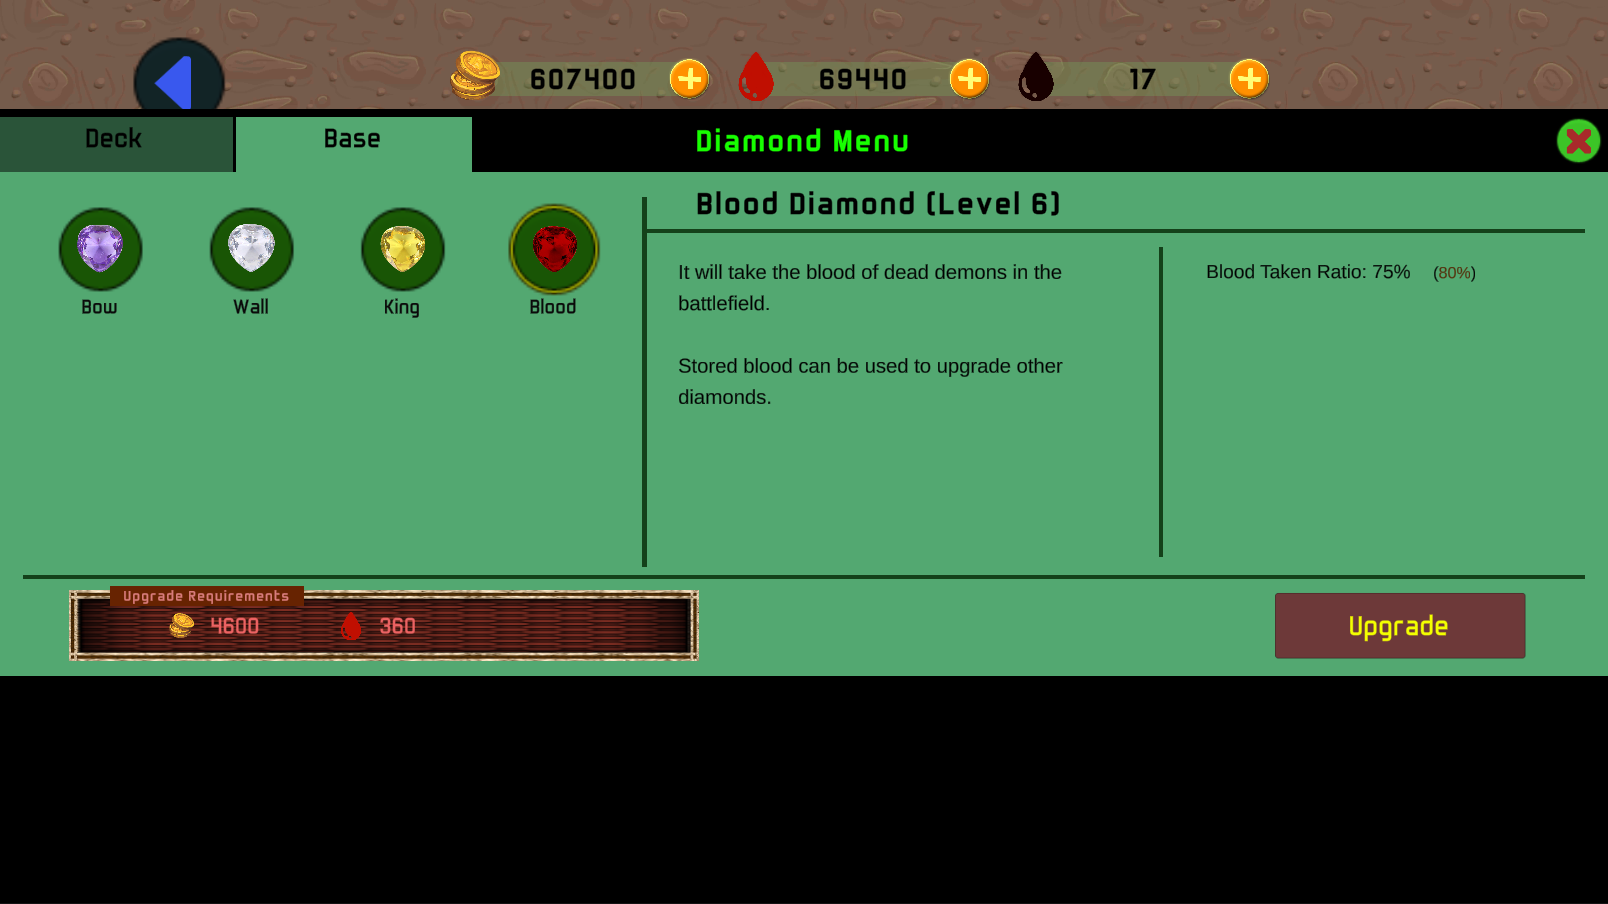 607400
69440
17
Deck
Base
Diamond Menu
Blood Diamond (Level 6)
Bow
Wall
King
Blood
It will take the blood of dead demons in the
battlefield.
Stored blood can be used to upgrade other
diamonds.
Blood Taken Ratio: 75% (80%)
Upgrade Requirements
4600
360
Upgrade